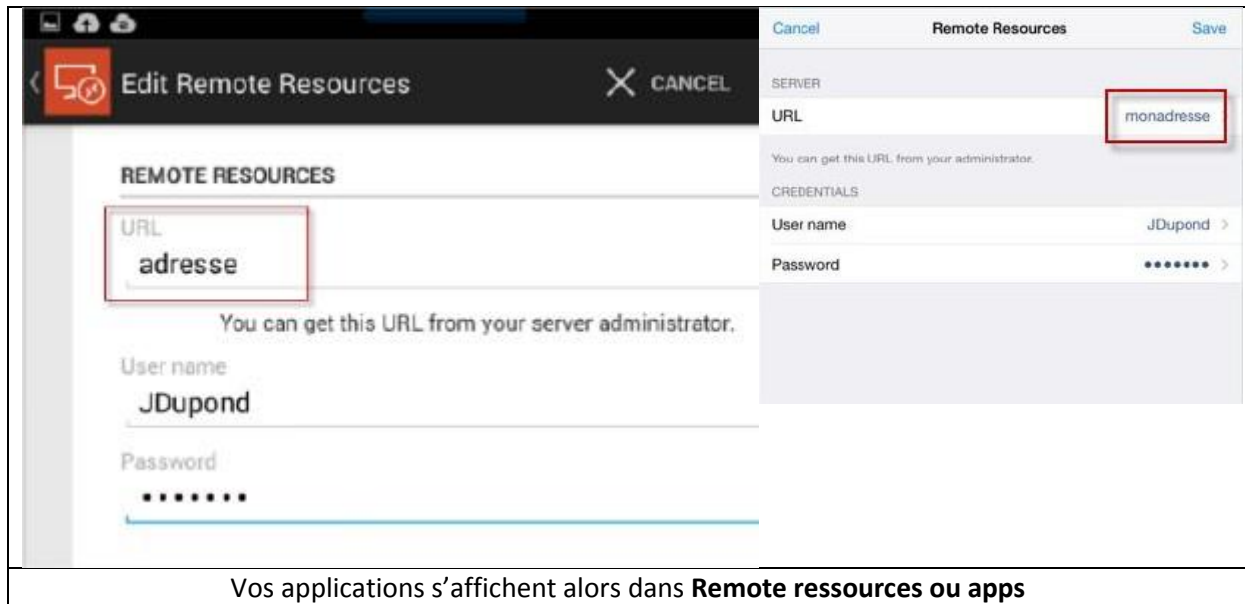 Edit Remote Resources
CANCEL
REMOTE RESOURCES
URL
adresse
You can get this URL from your server administrator.
User name
JDupond
Password
•••••••
Cancel
Remote Resources
Save
SERVER
URL
monadresse
You can get this URL from your administrator.
CREDENTIALS
User name
JDupond
Password
•••••••
Vos applications s’affichent alors dans Remote ressources ou apps